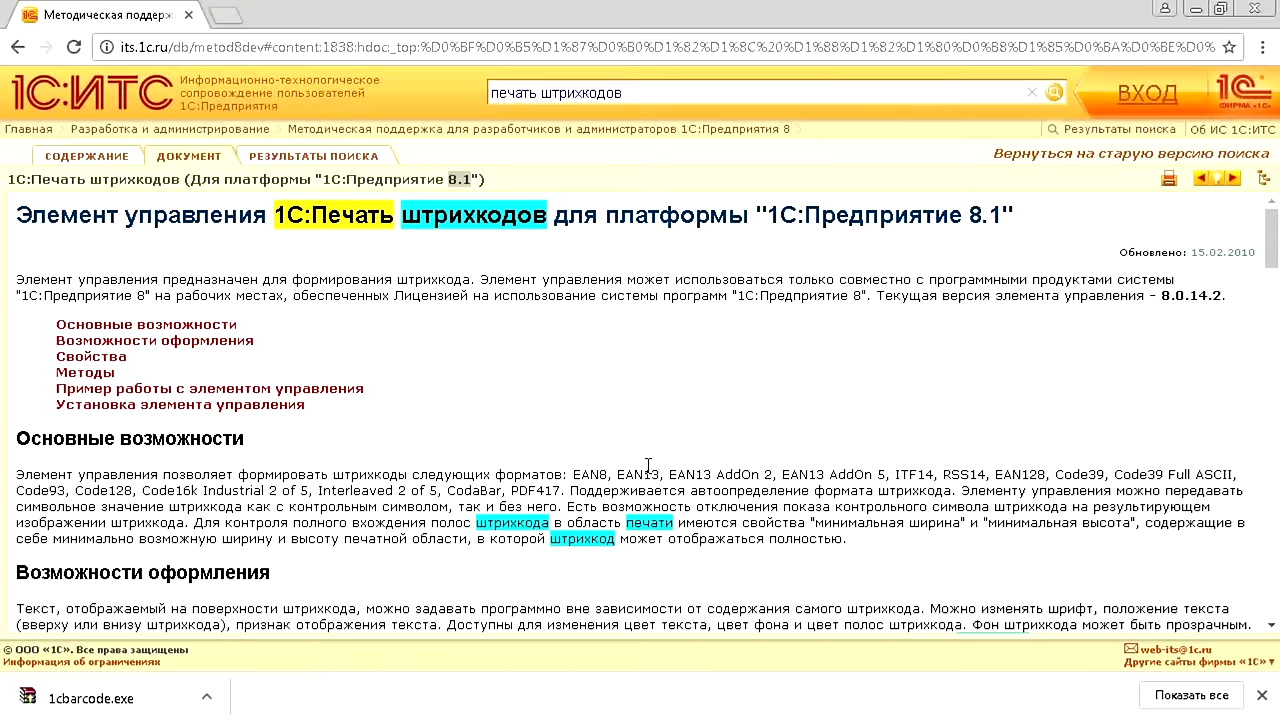 Методическая поддерж
its.1c.ru/db/metod8dev#content:1838:hdoc:_top:%D0%BF%D0%B5%D1%87%D0%B0%D1%82%D1%8C%20%D1%88%D1%82%D1%80%D0%B8%D1%85%D0%BA%D0%BE%D0%
1С:ИТС
Информационно-технологическое
сопровождение пользователей
1С:Предприятия
печать штрихкодов
ВХОД
1С
ФИРМА «1С»
Главная Разработка и администрирование Методическая поддержка для разработчиков и администраторов 1С:Предприятия 8 Результаты поиска Об ИС 1С:ИТС
СОДЕРЖАНИЕ ДОКУМЕНТ РЕЗУЛЬТАТЫ ПОИСКА Вернуться на старую версию поиска
1С:Печать штрихкодов (Для платформы "1С:Предприятие 8.1")
Элемент управления 1С:Печать штрихкодов для платформы "1С:Предприятие 8.1"
Обновлено: 15.02.2010
Элемент управления предназначен для формирования штрихкода. Элемент управления может использоваться только совместно с программными продуктами системы
"1С:Предприятие 8" на рабочих местах, обеспеченных Лицензией на использование системы программ "1С:Предприятие 8". Текущая версия элемента управления - 8.0.14.2.
Основные возможности
Возможности оформления
Свойства
Методы
Пример работы с элементом управления
Установка элемента управления
Основные возможности
Элемент управления позволяет формировать штрихкоды следующих форматов: EAN8, EAN13, EAN13 AddOn 2, EAN13 AddOn 5, ITF14, RSS14, EAN128, Code39, Code39 Full ASCII,
Code93, Code128, Code16k Industrial 2 of 5, Interleaved 2 of 5, CodaBar, PDF417. Поддерживается автоопределение формата штрихкода. Элементу управления можно передавать
символьное значение штрихкода как с контрольным символом, так и без него. Есть возможность отключения показа контрольного символа штрихкода на результирующем
изображении штрихкода. Для контроля полного вхождения полос штрихкода в область печати имеются свойства "минимальная ширина" и "минимальная высота", содержащие в
себе минимально возможную ширину и высоту печатной области, в которой штрихкод может отображаться полностью.
Возможности оформления
Текст, отображаемый на поверхности штрихкода, можно задавать программно вне зависимости от содержания самого штрихкода. Можно изменять шрифт, положение текста
(вверху или внизу штрихкода), признак отображения текста. Доступны для изменения цвет текста, цвет фона и цвет полос штрихкода. Фон штрихкода может быть прозрачным.
© ООО «1С». Все права защищены
Информация об ограничениях
web-its@1c.ru
Другие сайты фирмы «1С» ▾
1cbarcode.exe
Показать все